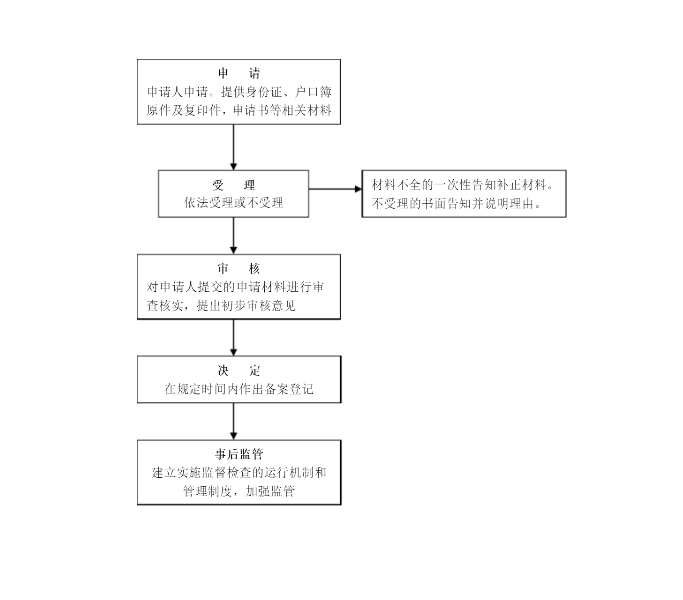 申 请
申请人申请。提供身份证、户口簿
原件及复印件，申请书等相关材料
受 理
依法受理或不受理
材料不全的一次性告知补正材料。
不受理的书面告知并说明理由。
审 核
对申请人提交的申请材料进行审
查核实，提出初步审核意见
决 定
在规定时间内作出备案登记
事后监管
建立实施监督检查的运行机制和
管理制度，加强监管